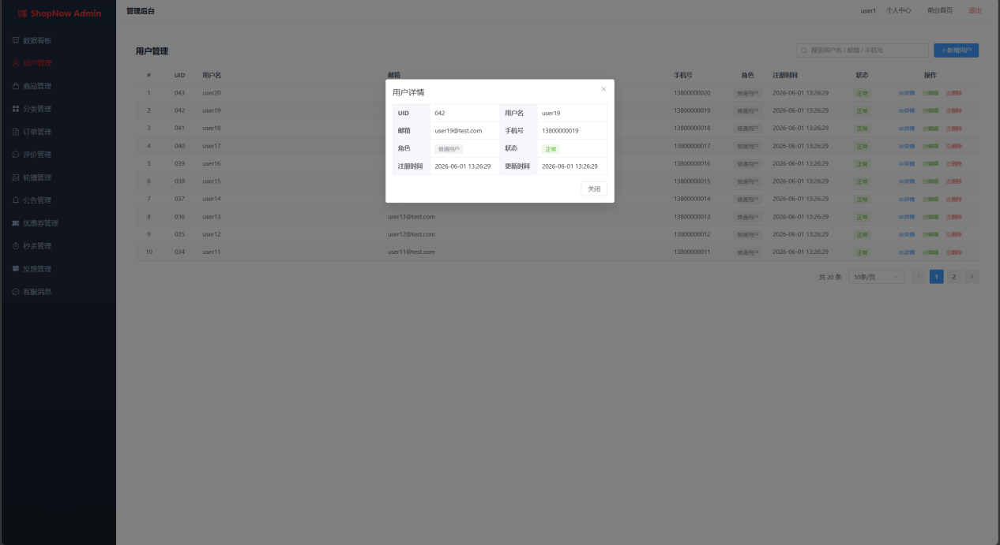 ShopNow Admin
管理后台
user1 个人中心 前台首页 退出
数据看板
用户管理
商品管理
分类管理
订单管理
评价管理
轮播管理
公告管理
优惠券管理
秒杀管理
反馈管理
客服消息
用户管理
搜索用户名 / 邮箱 / 手机号
+ 新增用户
# UID 用户名 邮箱 手机号 角色 注册时间 状态 操作
1 043 user20 13800000020 普通用户 2026-06-01 13:26:29 正常 详情 编辑 删除
2 042 user19 13800000019 普通用户 2026-06-01 13:26:29 正常 详情 编辑 删除
3 041 user18 13800000018 普通用户 2026-06-01 13:26:29 正常 详情 编辑 删除
4 040 user17 13800000017 普通用户 2026-06-01 13:26:29 正常 详情 编辑 删除
5 039 user16 13800000016 普通用户 2026-06-01 13:26:29 正常 详情 编辑 删除
6 038 user15 13800000015 普通用户 2026-06-01 13:26:29 正常 详情 编辑 删除
7 037 user14 13800000014 普通用户 2026-06-01 13:26:29 正常 详情 编辑 删除
8 036 user13 user13@test.com 13800000013 普通用户 2026-06-01 13:26:29 正常 详情 编辑 删除
9 035 user12 user12@test.com 13800000012 普通用户 2026-06-01 13:26:29 正常 详情 编辑 删除
10 034 user11 user11@test.com 13800000011 普通用户 2026-06-01 13:26:29 正常 详情 编辑 删除
共 20 条 10条/页 1 2
用户详情
UID 042 用户名 user19
邮箱 user19@test.com 手机号 13800000019
角色 普通用户 状态 正常
注册时间 2026-06-01 13:26:29 更新时间 2026-06-01 13:26:29
关闭